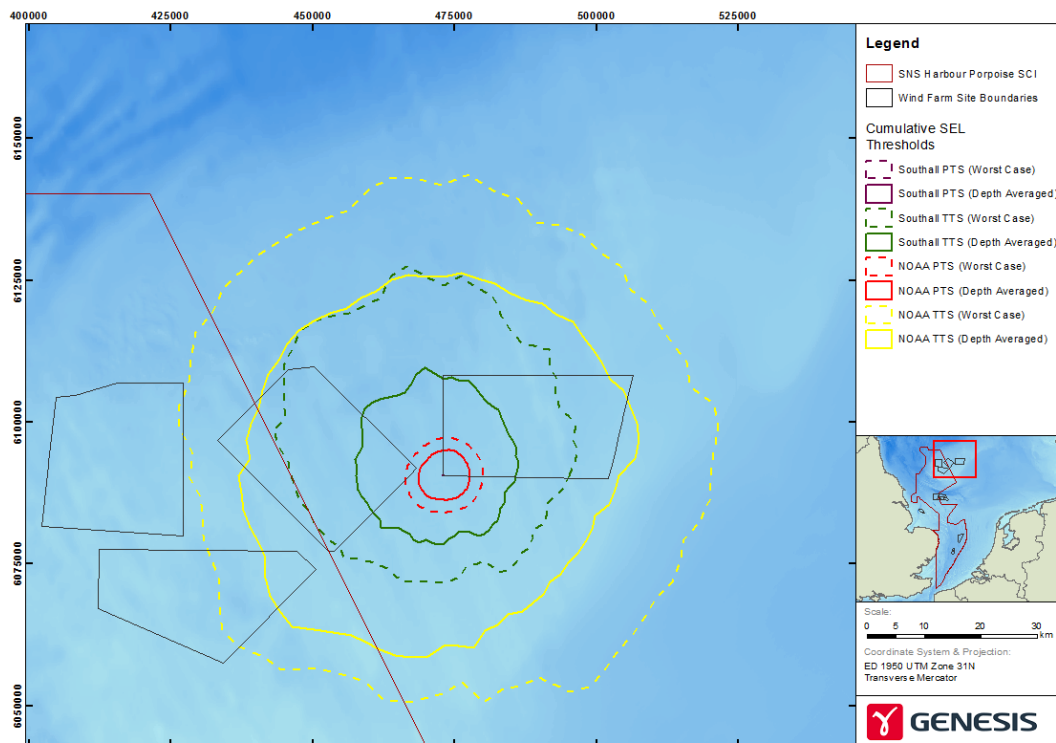 400000 425000 450000 475000 500000 525000
6150000
6125000
6100000
6075000
6050000
Legend
SNS Harbour Porpoise SCI
Wind Farm Site Boundaries
Cumulative SEL
Thresholds
Southall PTS (Worst Case)
Southall PTS (Depth Averaged)
Southall TTS (Worst Case)
Southall TTS (Depth Averaged)
NOAA PTS (Worst Case)
NOAA PTS (Depth Averaged)
NOAA TTS (Worst Case)
NOAA TTS (Depth Averaged)
Scale:
0 5 10 20 30
km
Coordinate System & Projection:
ED 1950 UTM Zone 31N
Transverse Mercator
GENESIS